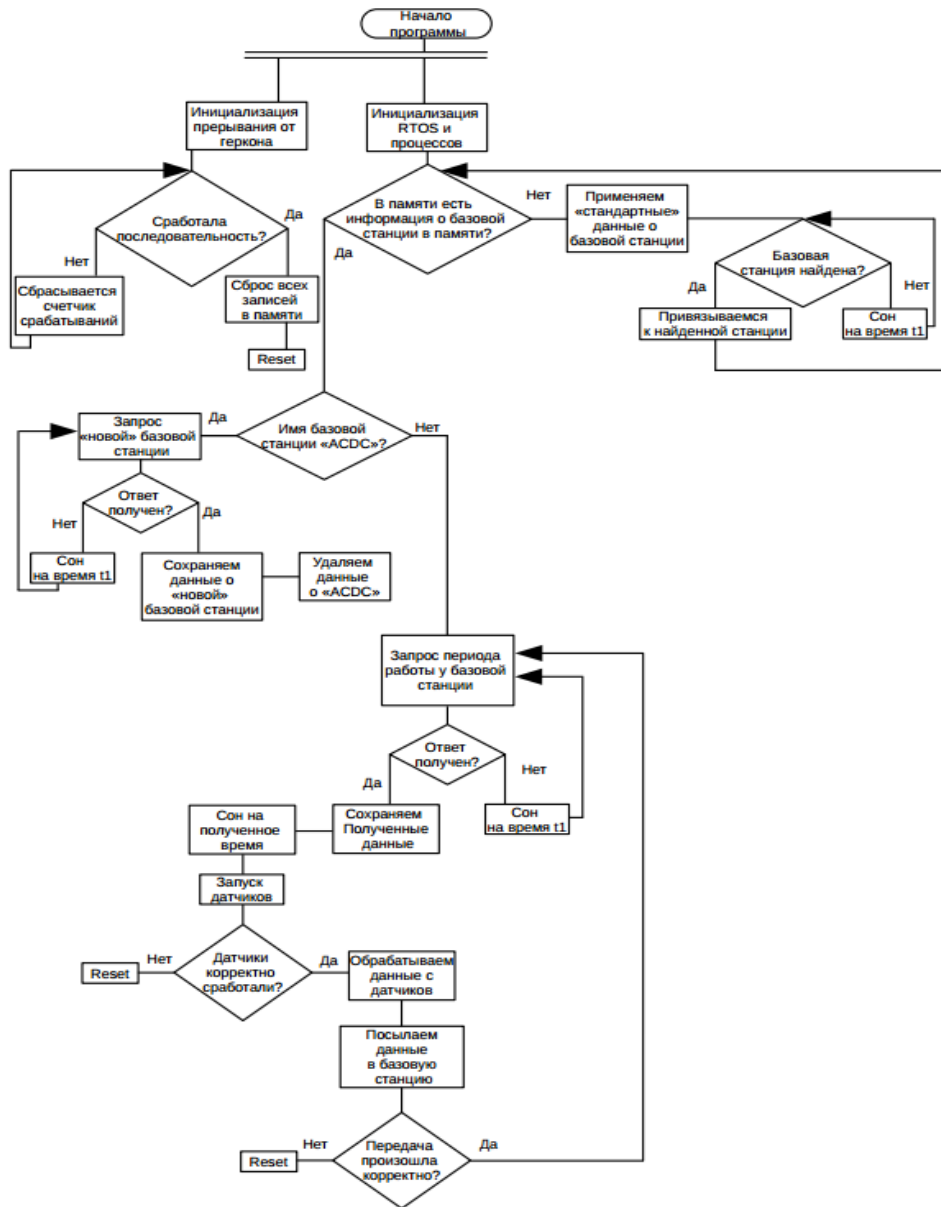 Начало
программы
Инициализация
прерывания от
геркона
Инициализация
RTOS и
процессов
Сработала
последовательность?
Да
Нет
Сбрасывается
счетчик
срабатываний
Сброс всех
записей
в памяти
Reset
В памяти есть
информация о базовой
станции в памяти?
Нет
Да
Применяем
«стандартные»
данные о
базовой станции
Базовая
станция найдена?
Да
Нет
Привязываемся
к найденной станции
Сон
на время t1
Имя базовой
станции «ACDC»?
Да
Нет
Запрос
«новой» базовой
станции
Ответ
получен?
Нет
Да
Сон
на время t1
Сохраняем
данные о
«новой»
базовой станции
Удаляем
данные
о «ACDC»
Запрос периода
работы у базовой
станции
Ответ
получен?
Да
Нет
Сон
на время t1
Сохраняем
Полученные
данные
Сон на
полученное
время
Запуск
датчиков
Датчики
корректно
сработали?
Нет
Да
Reset
Обрабатываем
данные с
датчиков
Посылаем
данные
в базовую
станцию
Передача
произошла
корректно?
Нет
Да
Reset